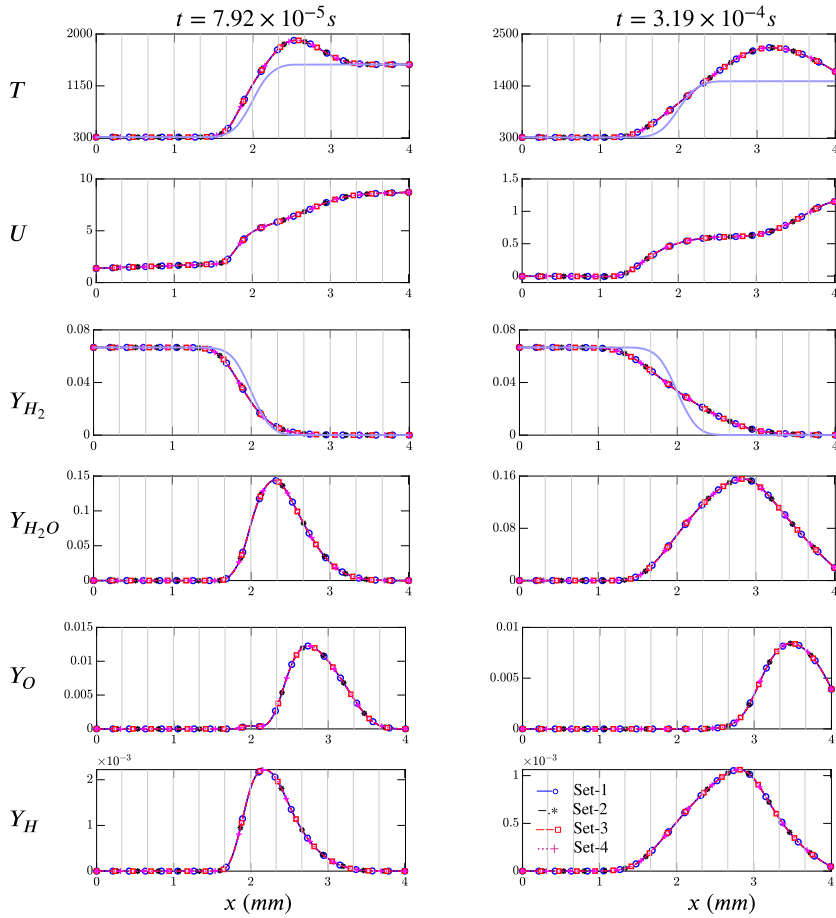 t = 7.92 × 10⁻⁵ s
t = 3.19 × 10⁻⁴ s
T
2000
1150
300
0 1 2 3 4
2500
1400
300
0 1 2 3 4
U
10
5
0
0 1 2 3 4
1.5
1
0.5
0
0 1 2 3 4
Y_{H_2}
0.08
0.04
0
0 1 2 3 4
0.08
0.04
0
0 1 2 3 4
Y_{H_2O}
0.15
0.1
0.05
0
0 1 2 3 4
0.16
0.08
0
0 1 2 3 4
Y_O
0.015
0.01
0.005
0
0 1 2 3 4
0.01
0.005
0
0 1 2 3 4
Y_H
×10⁻³
2
1
0
0 1 2 3 4
x (mm)
×10⁻³
1
0.5
0
0 1 2 3 4
x (mm)
Set-1
Set-2
Set-3
Set-4